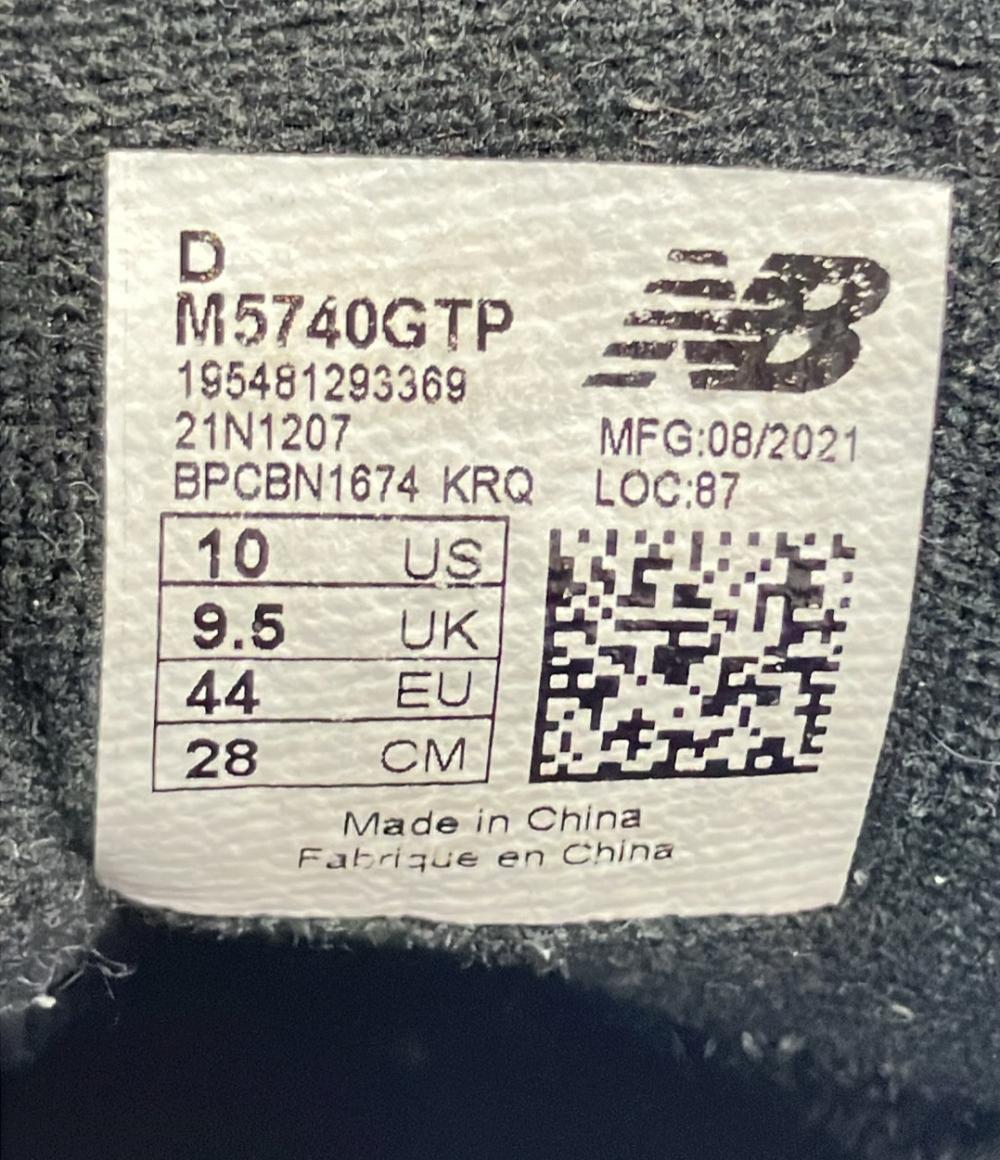 D
M5740GTP
195481293369
21N1207
BPCBN1674 KRQ
NB
MFG:08/2021
LOC:87
10 US
9.5 UK
44 EU
28 CM
Made in China
Fabrique en China